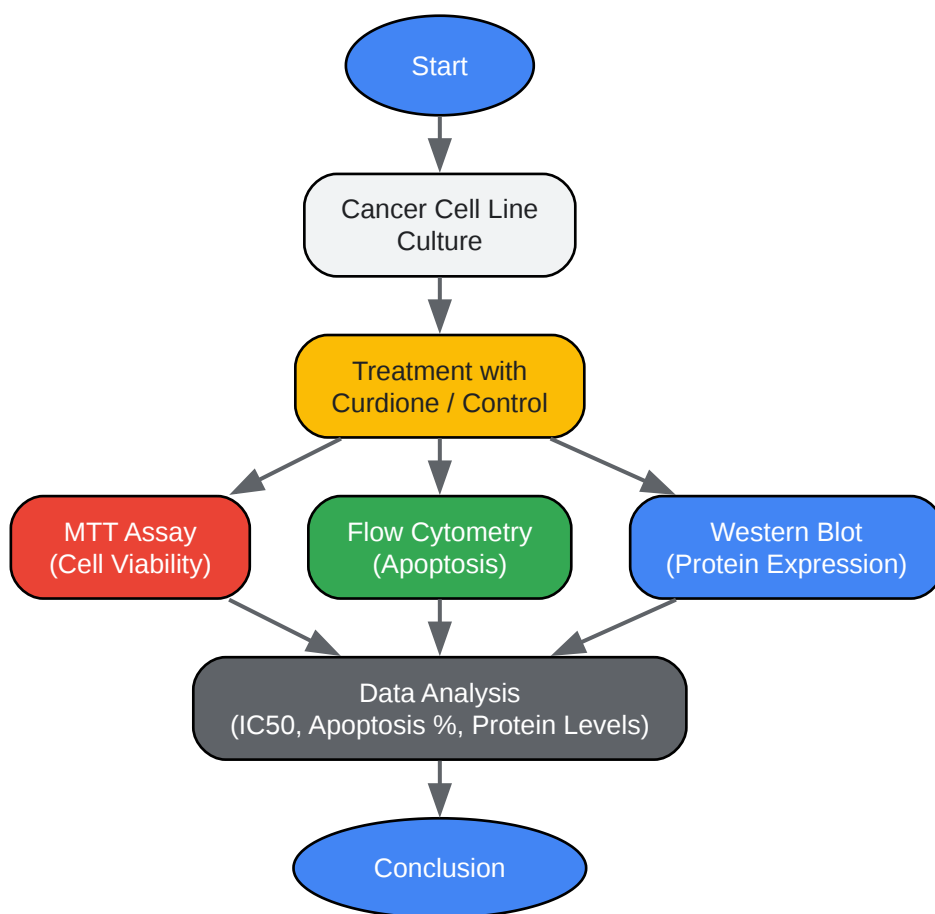 Start
Cancer Cell Line
Culture
Treatment with
Curdione / Control
MTT Assay
(Cell Viability)
Flow Cytometry
(Apoptosis)
Western Blot
(Protein Expression)
Data Analysis
(IC50, Apoptosis %, Protein Levels)
Conclusion